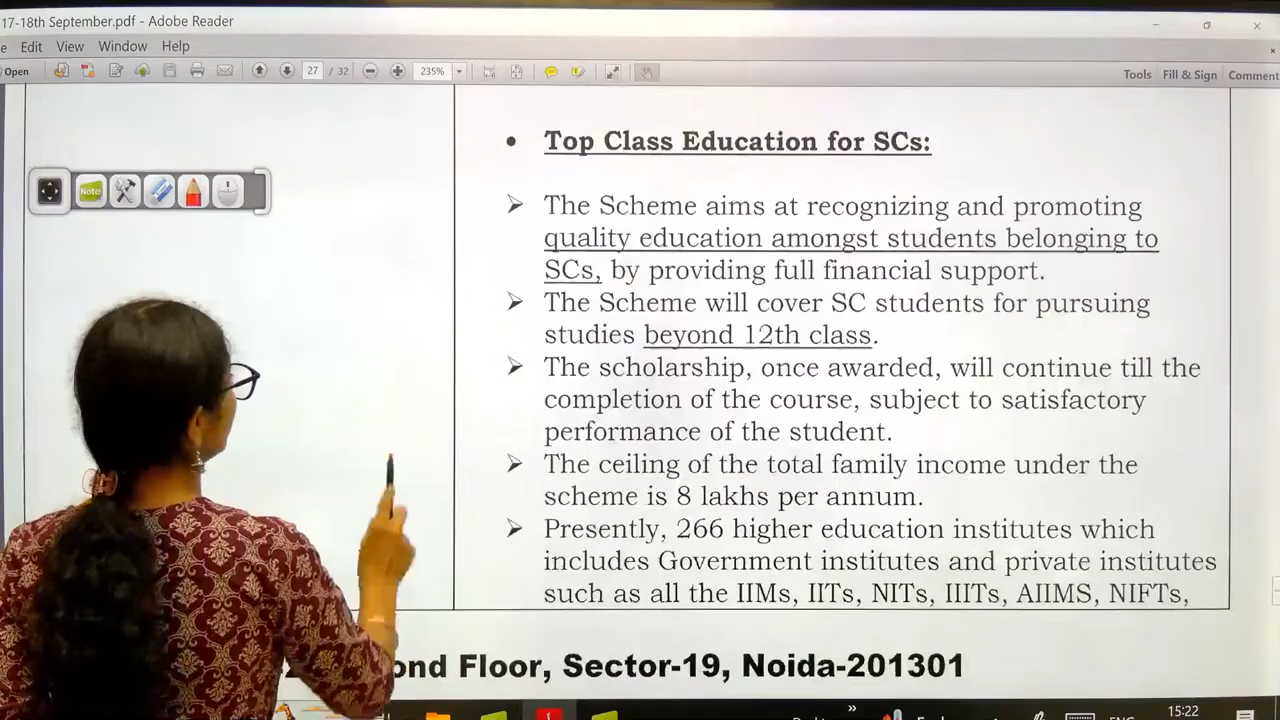 17-18th September.pdf - Adobe Reader
Edit View Window Help
Open 27 / 32 235% Tools Fill & Sign Comment
• Top Class Education for SCs:
Note
➢ The Scheme aims at recognizing and promoting
quality education amongst students belonging to
SCs, by providing full financial support.
➢ The Scheme will cover SC students for pursuing
studies beyond 12th class.
➢ The scholarship, once awarded, will continue till the
completion of the course, subject to satisfactory
performance of the student.
➢ The ceiling of the total family income under the
scheme is 8 lakhs per annum.
➢ Presently, 266 higher education institutes which
includes Government institutes and private institutes
such as all the IIMs, IITs, NITs, IIITs, AIIMS, NIFTs,
ond Floor, Sector-19, Noida-201301
15:22